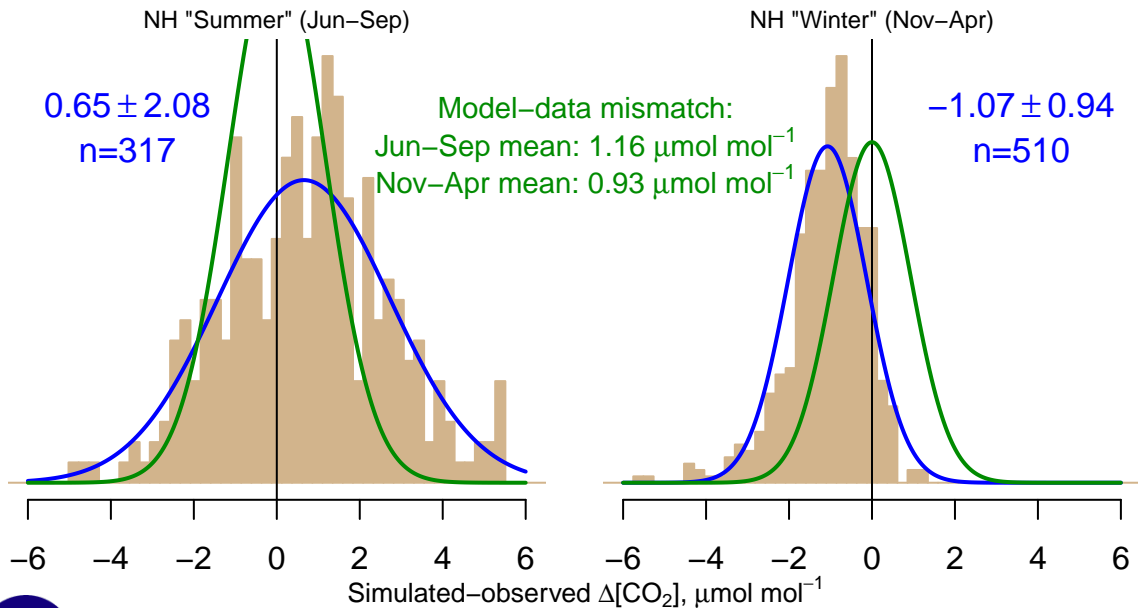 NH "Summer" (Jun−Sep)
0.65 ± 2.08
n=317
−6 −4 −2 0 2 4 6
Model−data mismatch:
Jun−Sep mean: 1.16 μmol mol⁻¹
Nov−Apr mean: 0.93 μmol mol⁻¹
NH "Winter" (Nov−Apr)
−1.07 ± 0.94
n=510
−6 −4 −2 0 2 4 6
Simulated−observed Δ[CO₂], μmol mol⁻¹